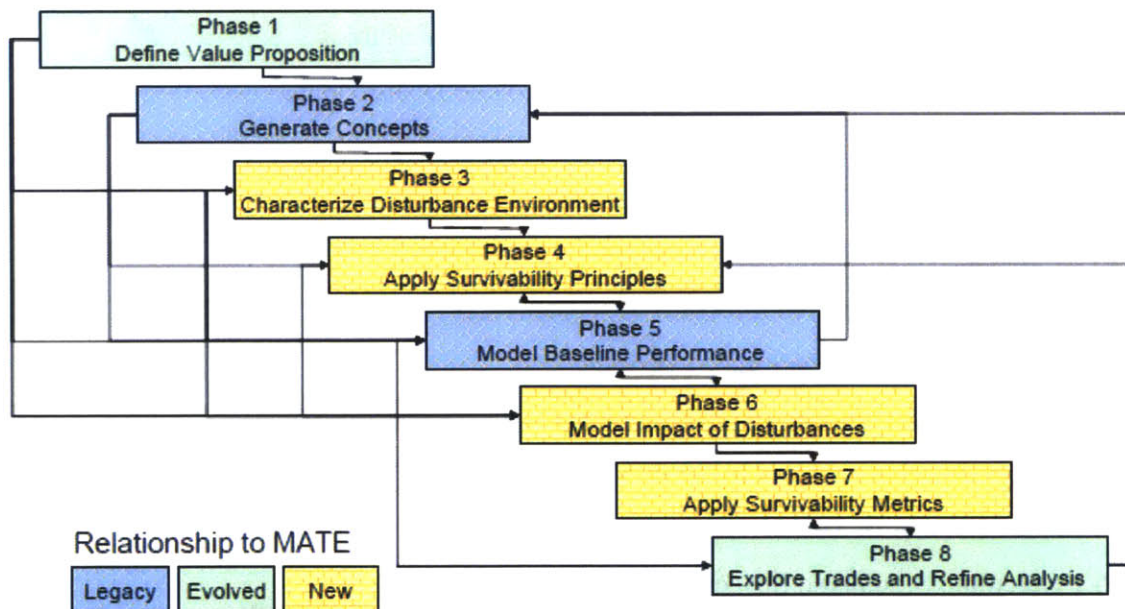 Phase 1
Define Value Proposition
Phase 2
Generate Concepts
Phase 3
Characterize Disturbance Environment
Phase 4
Apply Survivability Principles
Phase 5
Model Baseline Performance
Phase 6
Model Impact of Disturbances
Phase 7
Apply Survivability Metrics
Phase 8
Explore Trades and Refine Analysis
Relationship to MATE
Legacy
Evolved
New